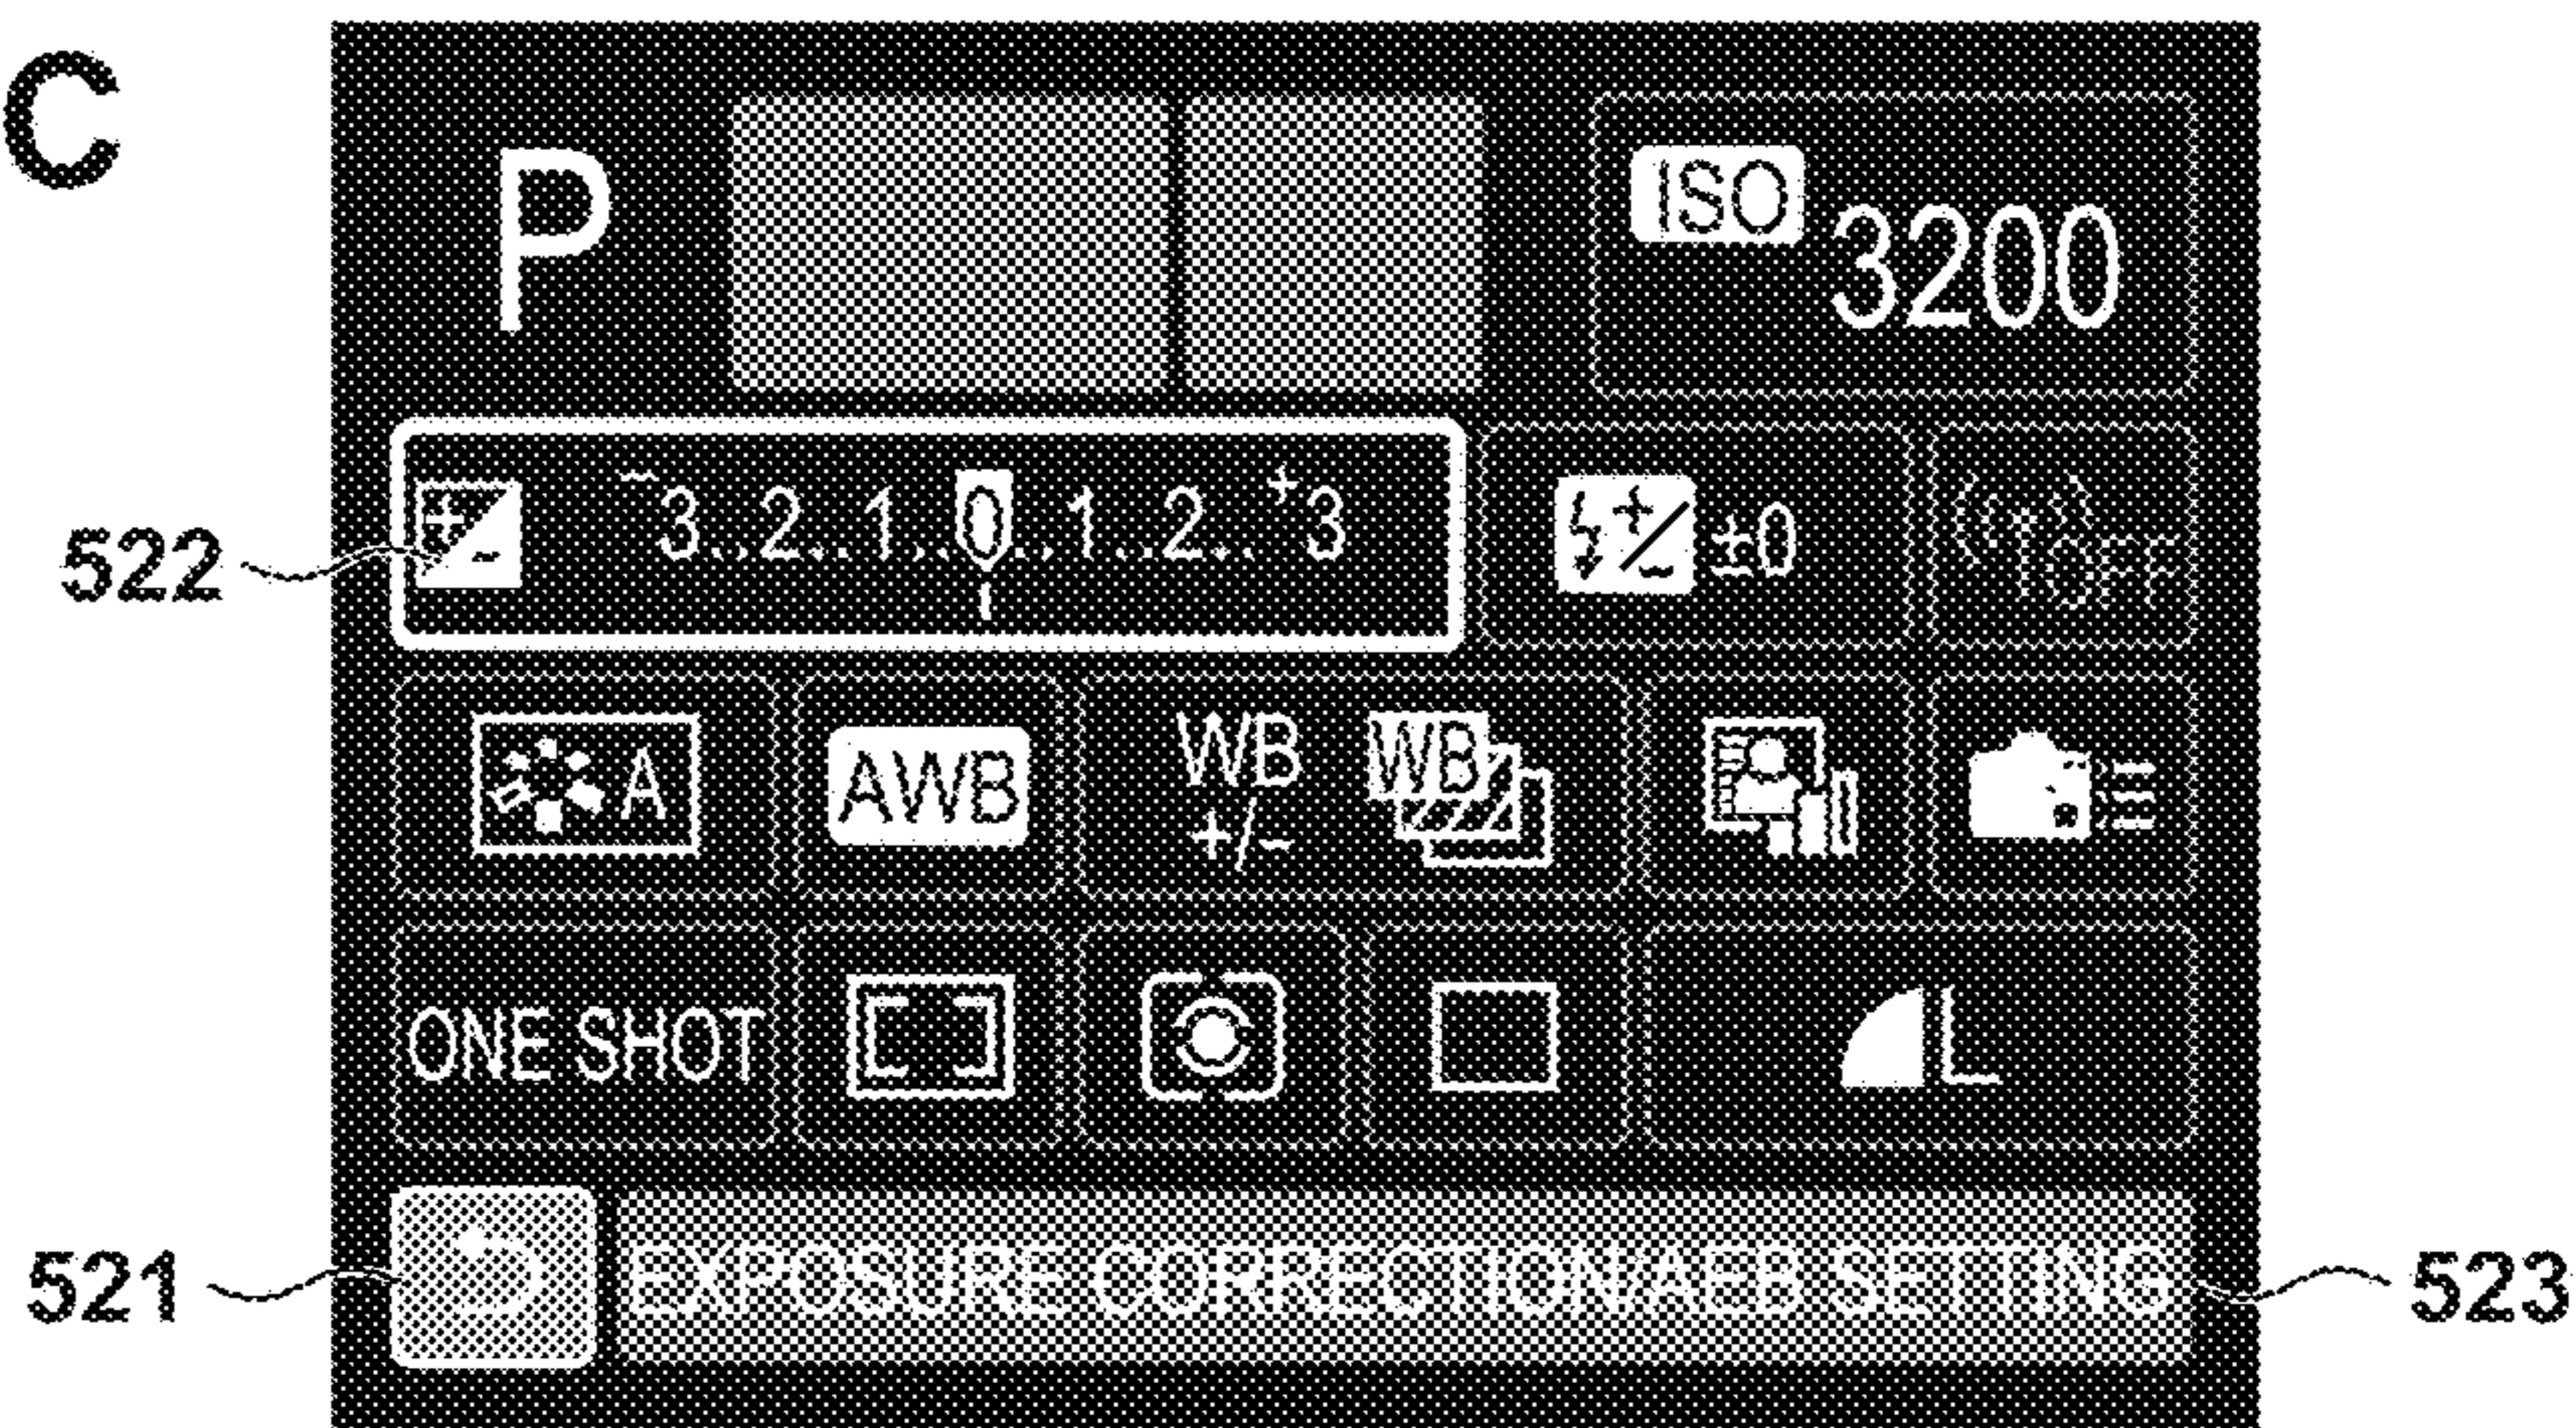 C
P
ISO 3200
522
+ - -3..2..1..0..1..2..+3
+/- ±0
OFF
A
AWB
WB +/-
WB
ONE SHOT
L
521
EXPOSURE CORRECTION/AEB SETTING
523